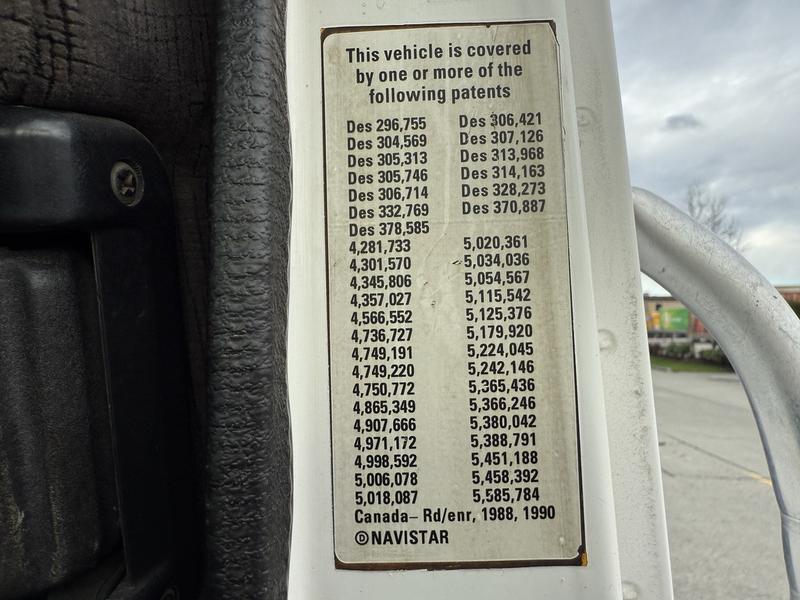 This vehicle is covered
by one or more of the
following patents
Des 296,755 Des 306,421
Des 304,569 Des 307,126
Des 305,313 Des 313,968
Des 305,746 Des 314,163
Des 306,714 Des 328,273
Des 332,769 Des 370,887
Des 378,585
4,281,733 5,020,361
4,301,570 5,034,036
4,345,806 5,054,567
4,357,027 5,115,542
4,566,552 5,125,376
4,736,727 5,179,920
4,749,191 5,224,045
4,749,220 5,242,146
4,750,772 5,365,436
4,865,349 5,366,246
4,907,666 5,380,042
4,971,172 5,388,791
4,998,592 5,451,188
5,006,078 5,458,392
5,018,087 5,585,784
Canada– Rd/enr, 1988, 1990
Ⓓ NAVISTAR